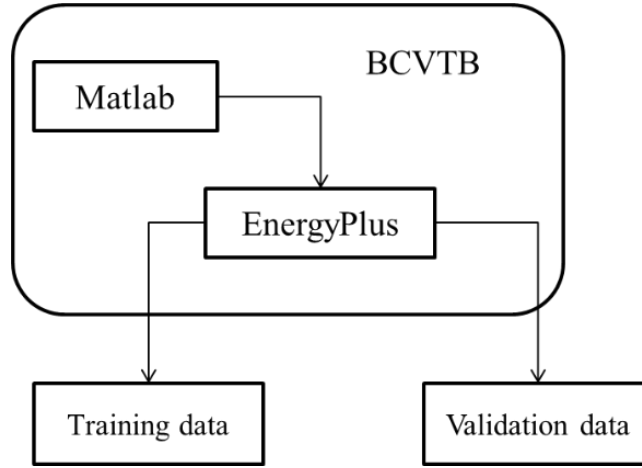 BCVTB
Matlab
EnergyPlus
Training data
Validation data